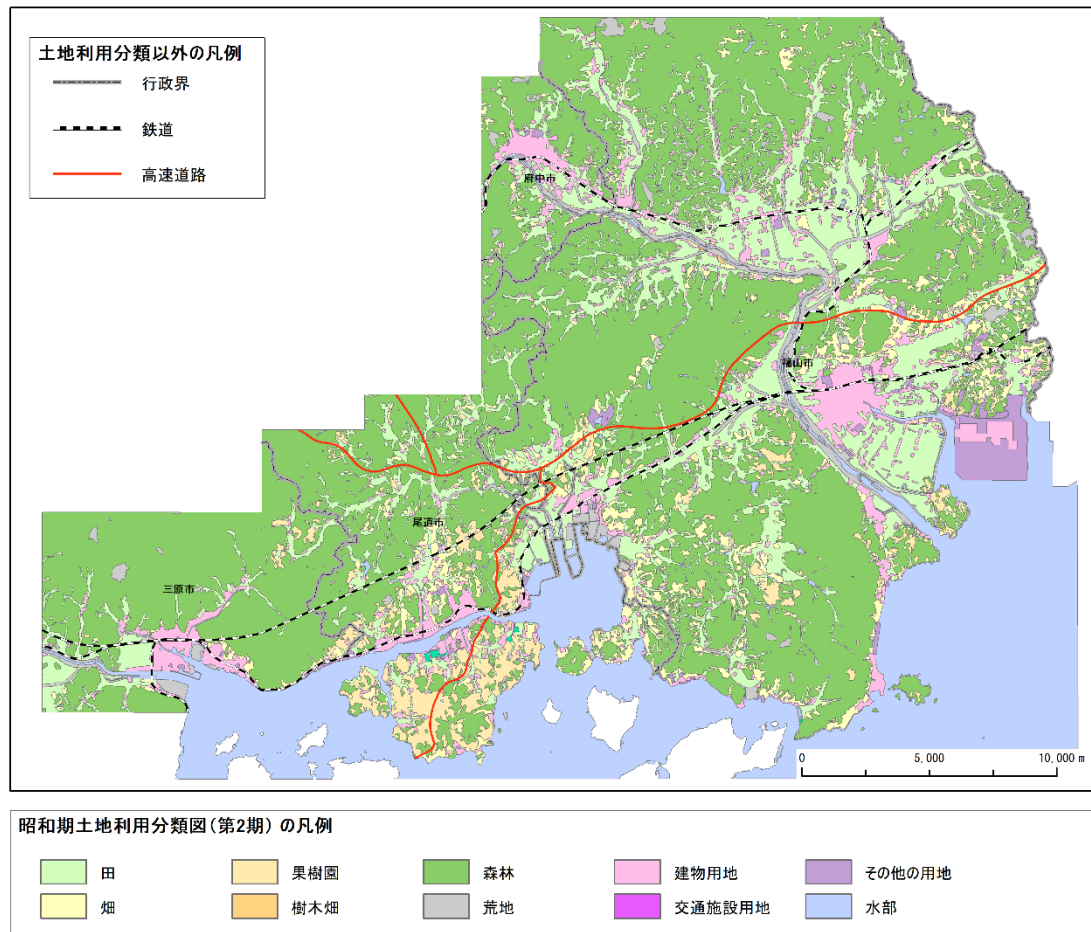 土地利用分類以外の凡例
行政界
鉄道
高速道路
府中市
福山市
尾道市
三原市
0 5,000 10,000 m
昭和期土地利用分類図(第2期)の凡例
田 果樹園 森林 建物用地 その他の用地
畑 樹木畑 荒地 交通施設用地 水部